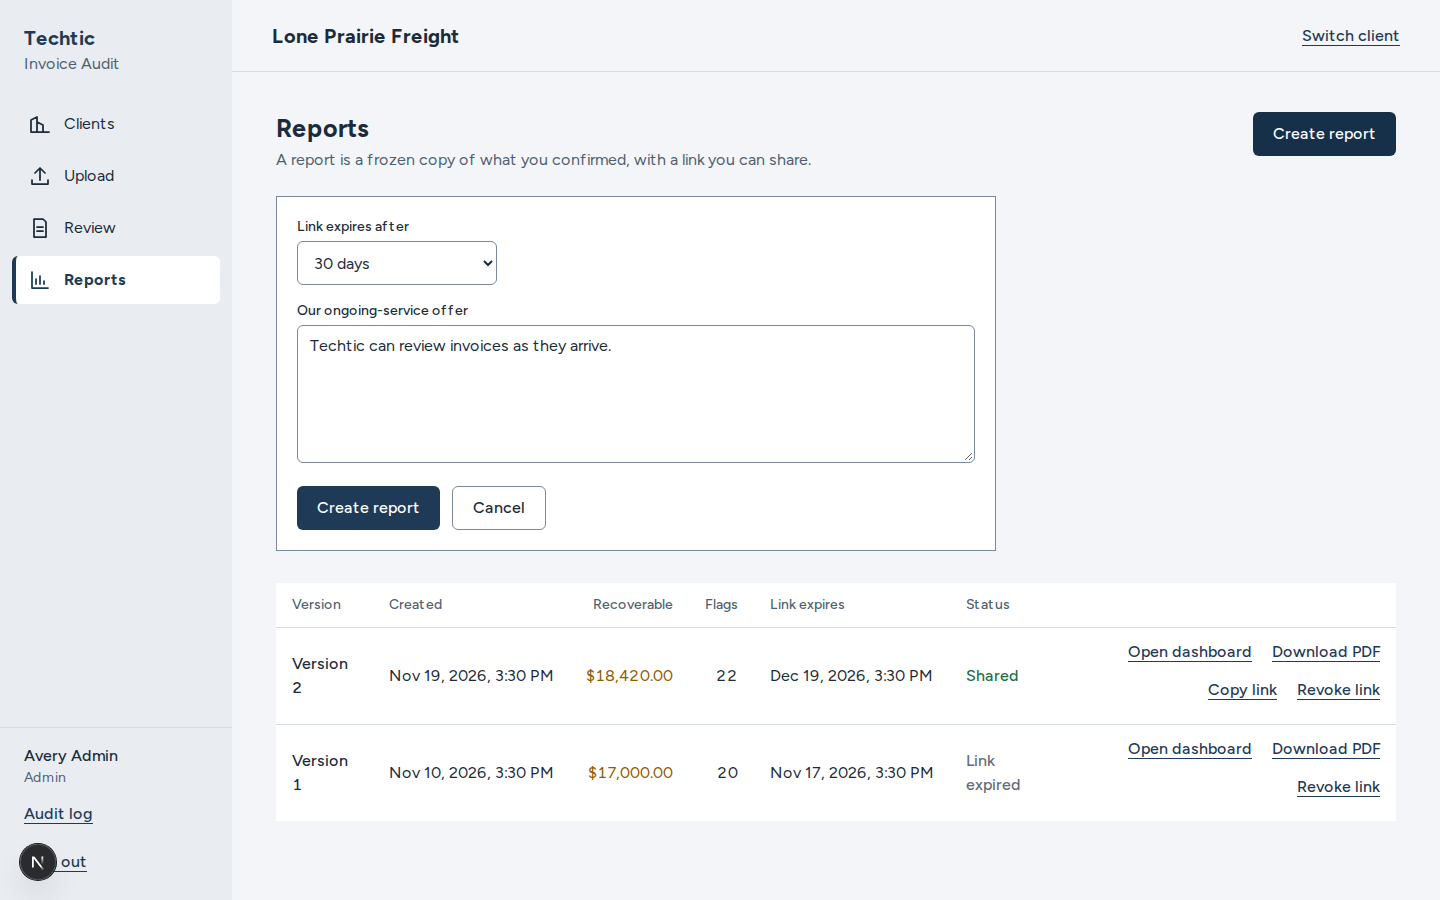 Techtic
Invoice Audit
Clients
Upload
Review
Reports
Avery Admin
Admin
Audit log
out
Lone Prairie Freight
Switch client
Reports
A report is a frozen copy of what you confirmed, with a link you can share.
Create report
Link expires after
30 days
Our ongoing-service offer
Techtic can review invoices as they arrive.
Create report Cancel
Version Created Recoverable Flags Link expires Status
Version 2 Nov 19, 2026, 3:30 PM $18,420.00 22 Dec 19, 2026, 3:30 PM Shared Open dashboard Download PDF
Copy link Revoke link
Version 1 Nov 10, 2026, 3:30 PM $17,000.00 20 Nov 17, 2026, 3:30 PM Link expired Open dashboard Download PDF
Revoke link